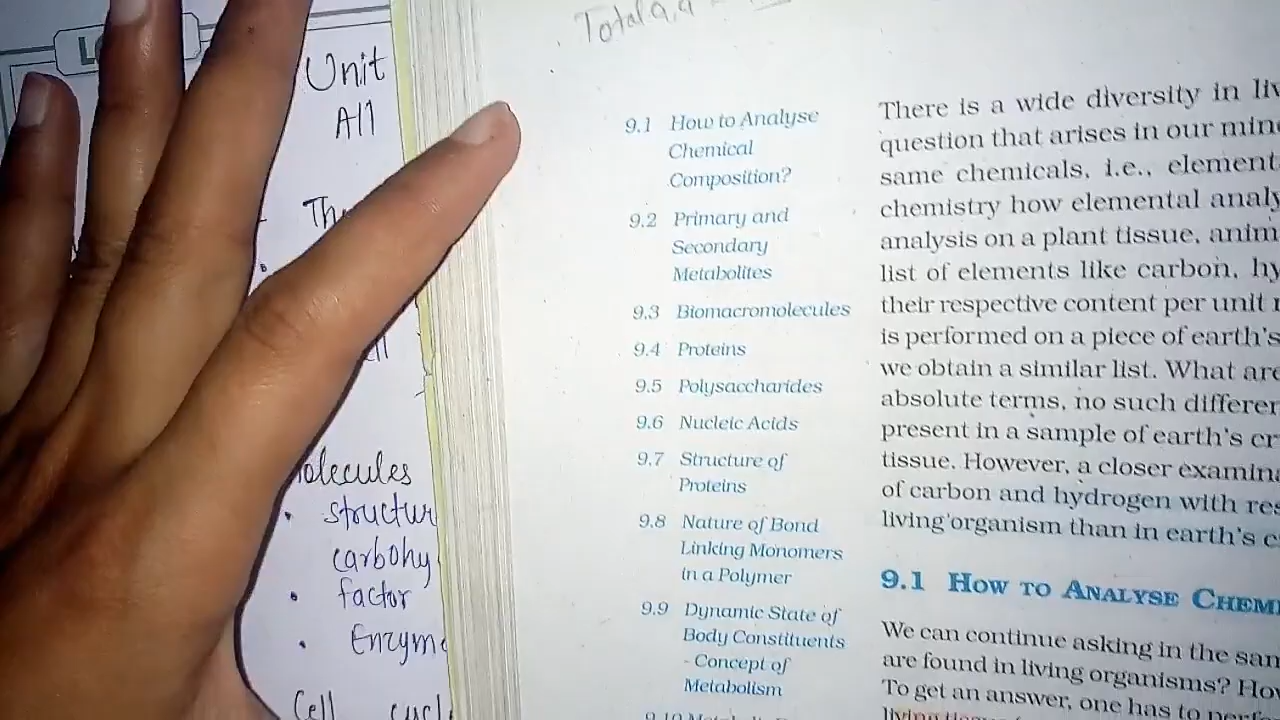 Unit
A11
Total 9.9
9.1 How to Analyse
Chemical
Composition?
9.2 Primary and
Secondary
Metabolites
9.3 Biomacromolecules
9.4 Proteins
9.5 Polysaccharides
9.6 Nucleic Acids
9.7 Structure of
Proteins
9.8 Nature of Bond
Linking Monomers
in a Polymer
9.9 Dynamic State of
Body Constituents
- Concept of
Metabolism
9.10
There is a wide diversity in liv
question that arises in our min
same chemicals, i.e., element
chemistry how elemental analy
analysis on a plant tissue, anim
list of elements like carbon, hy
their respective content per unit
is performed on a piece of earth's
we obtain a similar list. What are
absolute terms, no such differen
present in a sample of earth's cr
tissue. However, a closer examina
of carbon and hydrogen with res
living organism than in earth's c
9.1 HOW TO ANALYSE CHEM
We can continue asking in the sam
are found in living organisms? How
To get an answer, one has to perfo
living
olecules
• structur
carbohy
• factor
• Enzym
Cell cycl